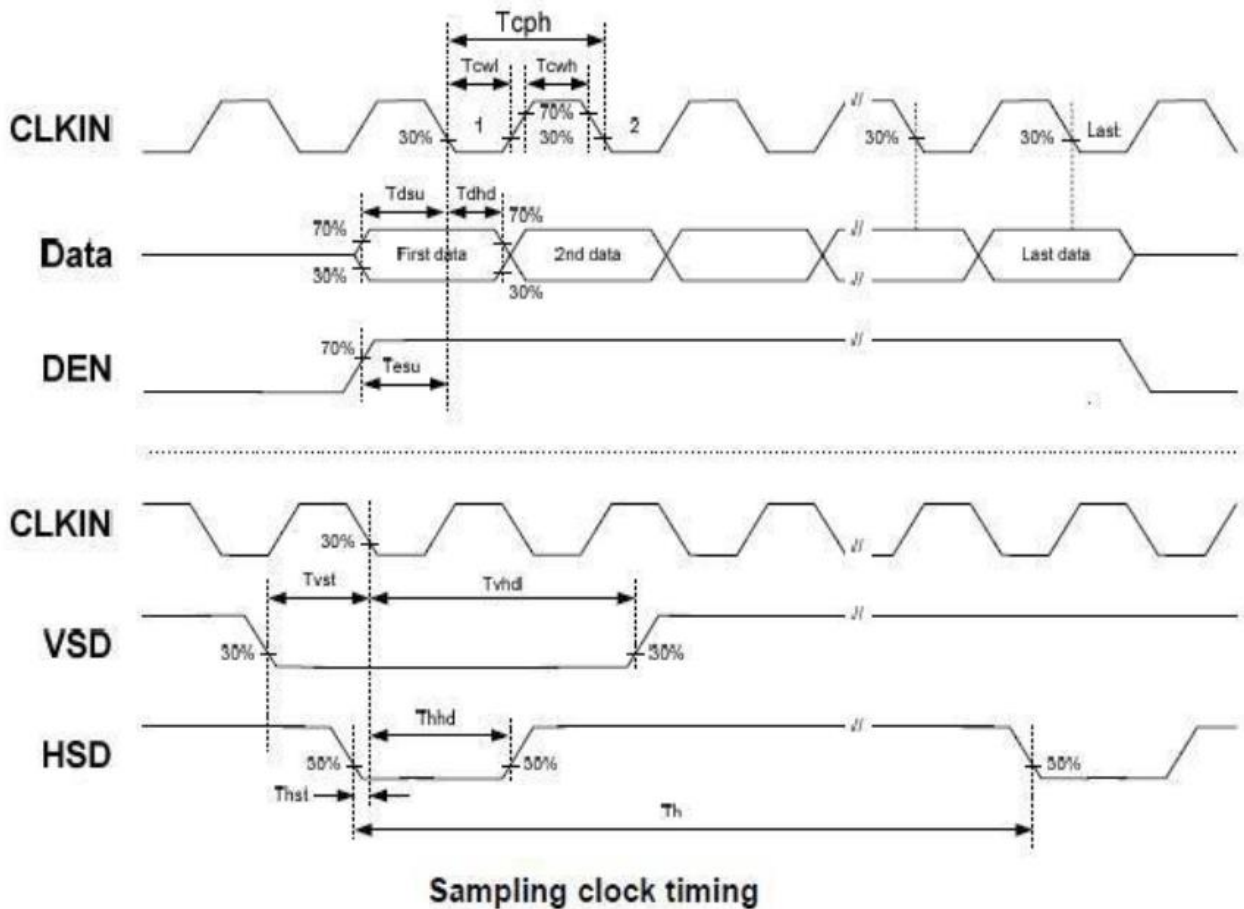 Tcph
Tcwl Tcwh
CLKIN 30% 1 70% 30% 2 30% 30% Last
Tdsu Tdhd
Data 70% 30% First data 70% 30% 2nd data Last data
DEN 70% Tesu
CLKIN 30%
Tvst Tvhd
VSD 30% 30%
Thhd
HSD 30% 30% 30%
Thst
Th
Sampling clock timing